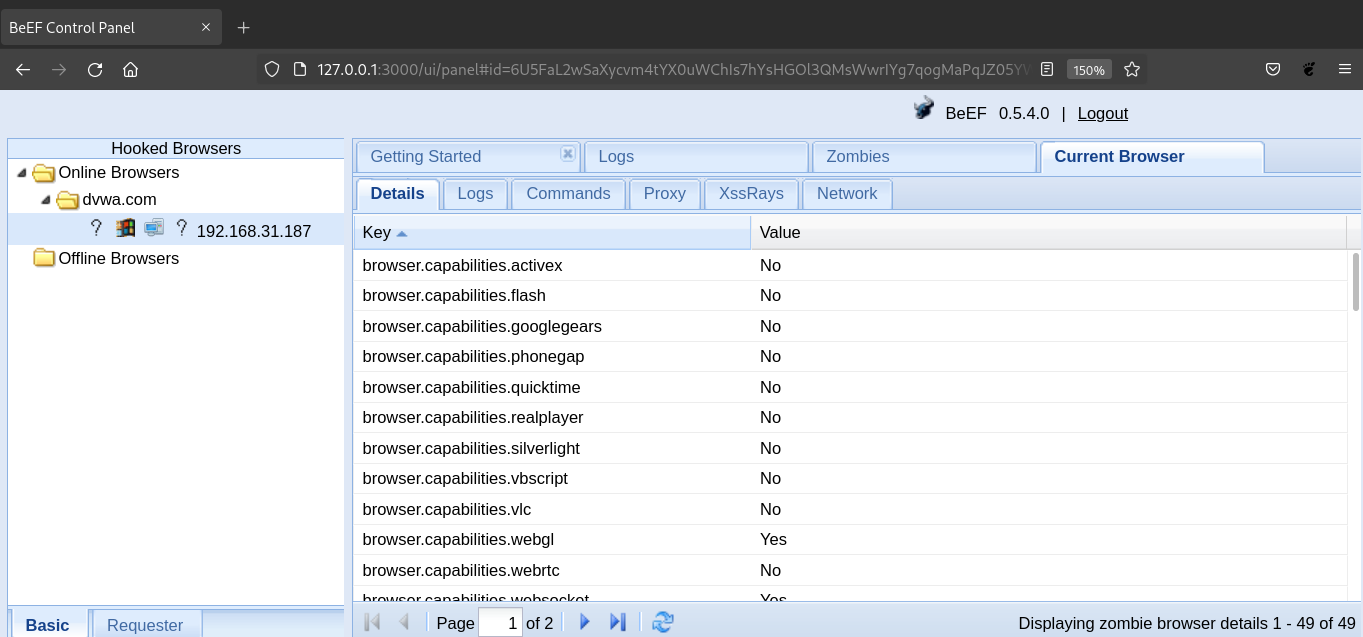 BeEF Control Panel
127.0.0.1:3000/ui/panel#id=6U5FaL2wSaXycvm4tYX0uWChIs7hYsHGOl3QMsWwrIYg7qogMaPqJZ05YW 150%
BeEF 0.5.4.0 | Logout
Hooked Browsers
Online Browsers
dvwa.com
192.168.31.187
Offline Browsers
Basic Requester
Getting Started Logs Zombies Current Browser
Details Logs Commands Proxy XssRays Network
Key Value
browser.capabilities.activex No
browser.capabilities.flash No
browser.capabilities.googlegears No
browser.capabilities.phonegap No
browser.capabilities.quicktime No
browser.capabilities.realplayer No
browser.capabilities.silverlight No
browser.capabilities.vbscript No
browser.capabilities.vlc No
browser.capabilities.webgl Yes
browser.capabilities.webrtc No
browser.capabilities.websocket Yes
Page 1 of 2 Displaying zombie browser details 1 - 49 of 49